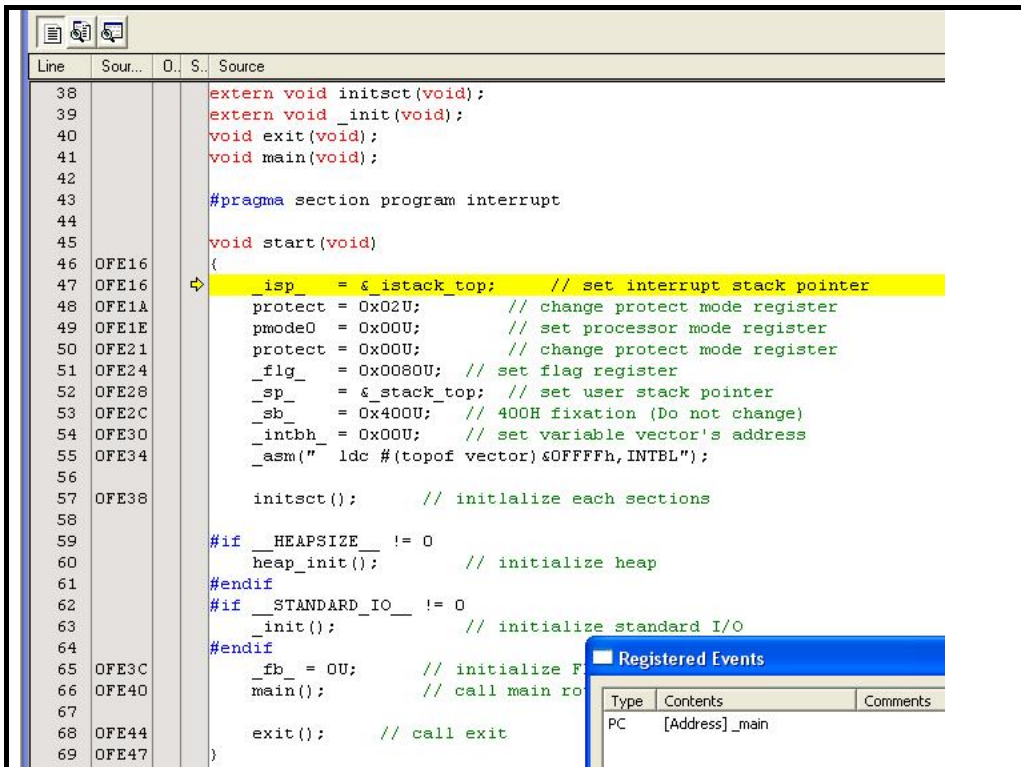 Line Sour... O.. S.. Source
38 extern void initsct(void);
39 extern void _init(void);
40 void exit(void);
41 void main(void);
42
43 #pragma section program interrupt
44
45 void start(void)
46 0FE16 {
47 0FE16 _isp_ = &_istack_top; // set interrupt stack pointer
48 0FE1A protect = 0x02U; // change protect mode register
49 0FE1E pmode0 = 0x00U; // set processor mode register
50 0FE21 protect = 0x00U; // change protect mode register
51 0FE24 _flg_ = 0x0080U; // set flag register
52 0FE28 _sp_ = &_stack_top; // set user stack pointer
53 0FE2C _sb_ = 0x400U; // 400H fixation (Do not change)
54 0FE30 _intbh_ = 0x00U; // set variable vector's address
55 0FE34 _asm(" ldc #(topof vector)&0FFFFh,INTBL");
56
57 0FE38 initsct(); // initlalize each sections
58
59 #if __HEAPSIZE__ != 0
60 heap_init(); // initialize heap
61 #endif
62 #if __STANDARD_IO__ != 0
63 _init(); // initialize standard I/O
64 #endif
65 0FE3C _fb_ = 0U; // initialize
66 0FE40 main(); // call main
67
68 0FE44 exit(); // call exit
69 0FE47 }
Registered Events
Type Contents Comments
PC [Address] _main